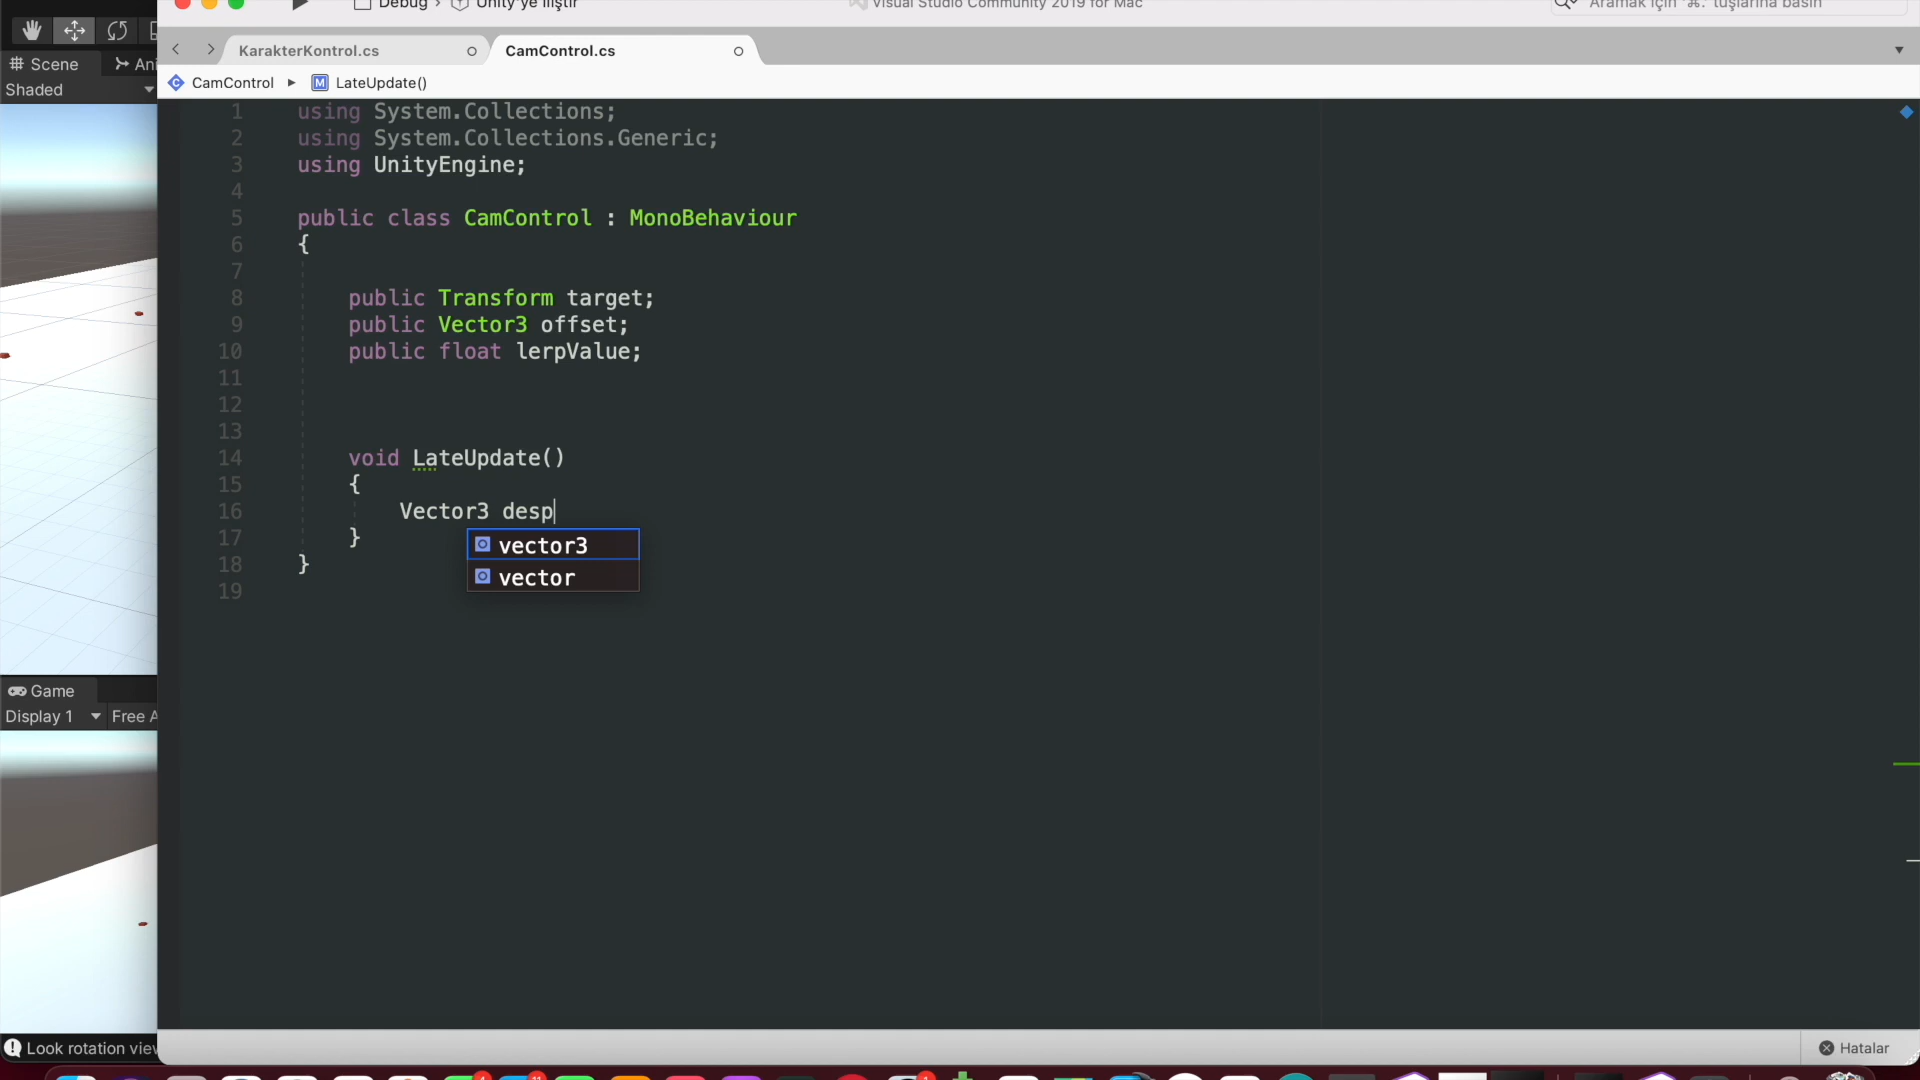 Debug
Unity'ye iliştir
Visual Studio Community 2019 for Mac
Aramak için '⌘.' tuşlarına basın
KarakterKontrol.cs
CamControl.cs
Scene
Ani
CamControl
M LateUpdate()
Shaded
1 using System.Collections;
2 using System.Collections.Generic;
3 using UnityEngine;
4
5 public class CamControl : MonoBehaviour
6 {
7
8 public Transform target;
9 public Vector3 offset;
10 public float lerpValue;
11
12
13
14 void LateUpdate()
15 {
16 Vector3 desp
17 }
18 }
19
vector3
vector
Game
Display 1
Free A
Look rotation view
Hatalar
4
11
1